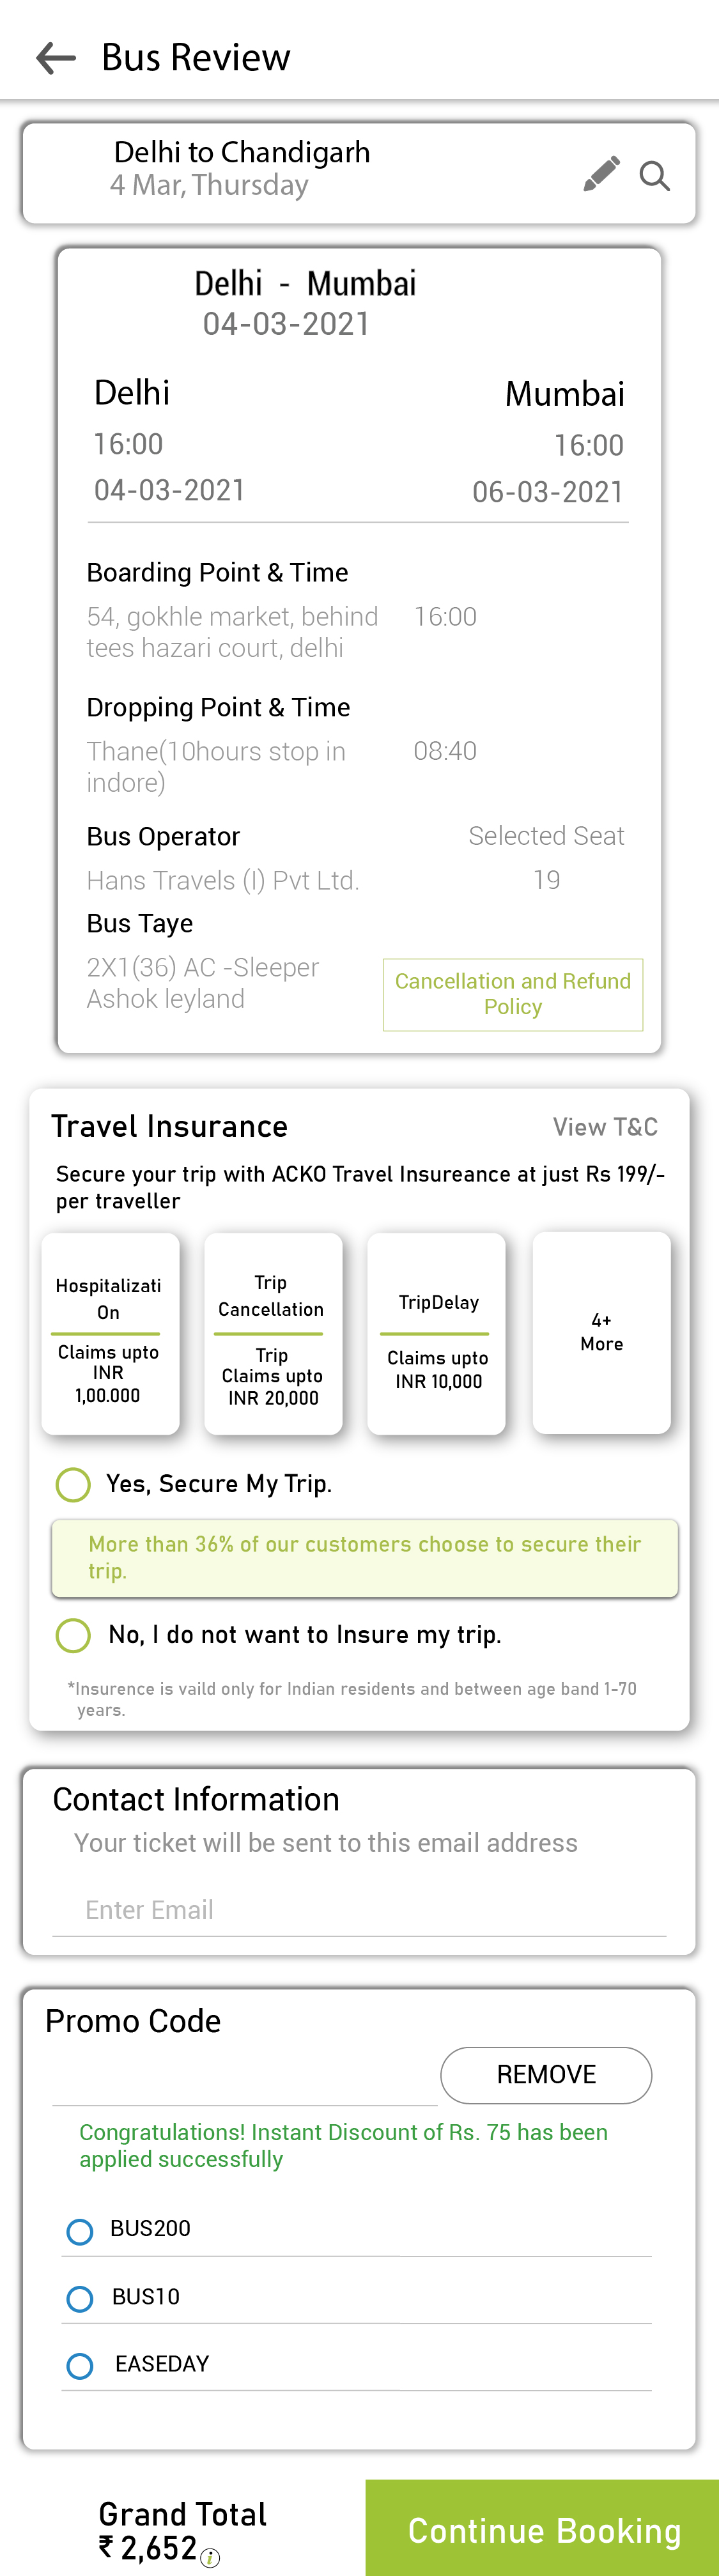 Bus Review
Delhi to Chandigarh
4 Mar, Thursday
Delhi - Mumbai
04-03-2021
Delhi Mumbai
16:00 16:00
04-03-2021 06-03-2021
Boarding Point & Time
54, gokhle market, behind 16:00
tees hazari court, delhi
Dropping Point & Time
Thane(10hours stop in 08:40
indore)
Bus Operator Selected Seat
Hans Travels (I) Pvt Ltd. 19
Bus Taye
2X1(36) AC -Sleeper
Ashok leyland
Cancellation and Refund
Policy
Travel Insurance View T&C
Secure your trip with ACKO Travel Insureance at just Rs 199/-
per traveller
Hospitalizati
On
Claims upto
INR
1,00.000
Trip
Cancellation
Trip
Claims upto
INR 20,000
TripDelay
Claims upto
INR 10,000
4+
More
Yes, Secure My Trip.
More than 36% of our customers choose to secure their
trip.
No, I do not want to Insure my trip.
*Insurence is vaild only for Indian residents and between age band 1-70
years.
Contact Information
Your ticket will be sent to this email address
Enter Email
Promo Code
REMOVE
Congratulations! Instant Discount of Rs. 75 has been
applied successfully
BUS200
BUS10
EASEDAY
Grand Total
₹ 2,652 i
Continue Booking